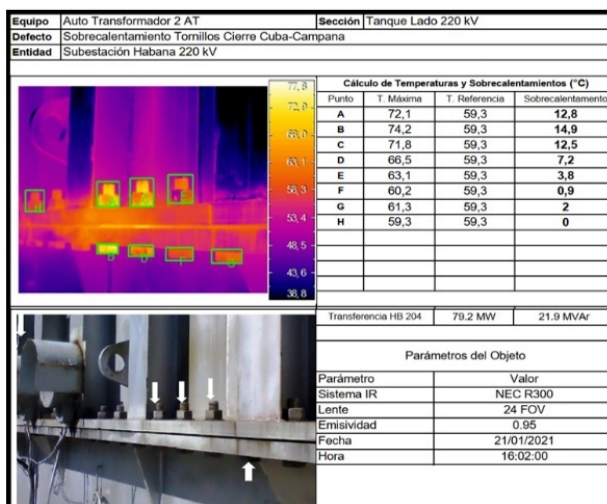 Equipo Auto Transformador 2 AT Sección Tanque Lado 220 kV
Defecto Sobrecalentamiento Tornillos Cierre Cuba-Campana
Entidad Subestación Habana 220 kV
77,8
72,9
68,0
63,1
58,3
53,4
48,5
43,6
38,8
Cálculo de Temperaturas y Sobrecalentamientos (°C)
Punto T. Máxima T. Referencia Sobrecalentamento
A 72,1 59,3 12,8
B 74,2 59,3 14,9
C 71,8 59,3 12,5
D 66,5 59,3 7,2
E 63,1 59,3 3,8
F 60,2 59,3 0,9
G 61,3 59,3 2
H 59,3 59,3 0
Transferencia HB 204 79.2 MW 21.9 MVAr
Parámetros del Objeto
Parámetro Valor
Sistema IR NEC R300
Lente 24 FOV
Emisividad 0.95
Fecha 21/01/2021
Hora 16:02:00